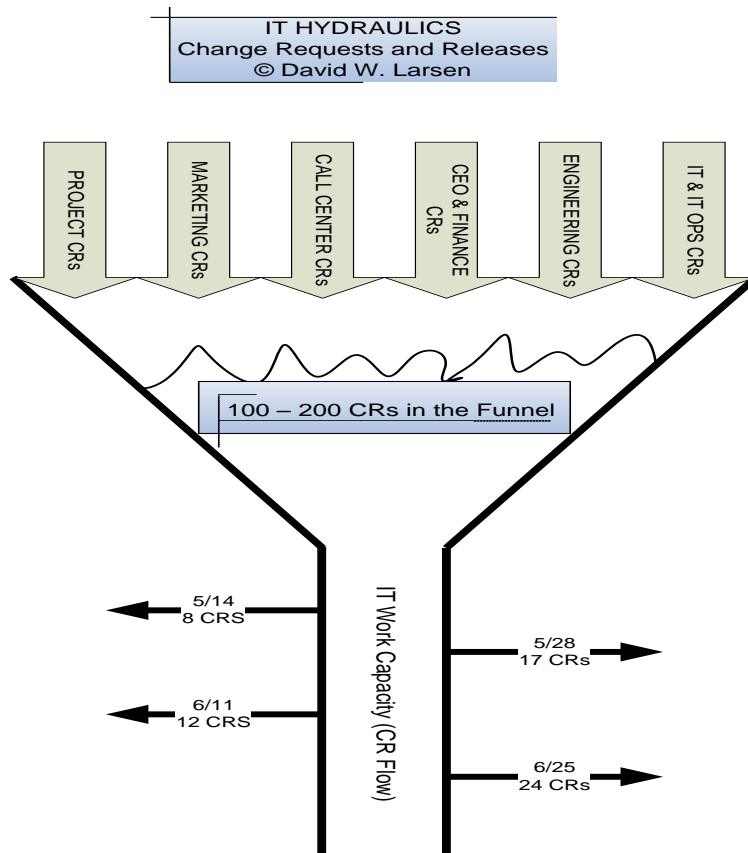 IT HYDRAULICS
Change Requests and Releases
© David W. Larsen
PROJECT CRs
MARKETING CRs
CALL CENTER CRs
CEO & FINANCE
CRs
ENGINEERING CRs
IT & IT OPS CRs
100 – 200 CRs in the Funnel
IT Work Capacity (CR Flow)
5/14
8 CRS
5/28
17 CRs
6/11
12 CRS
6/25
24 CRs